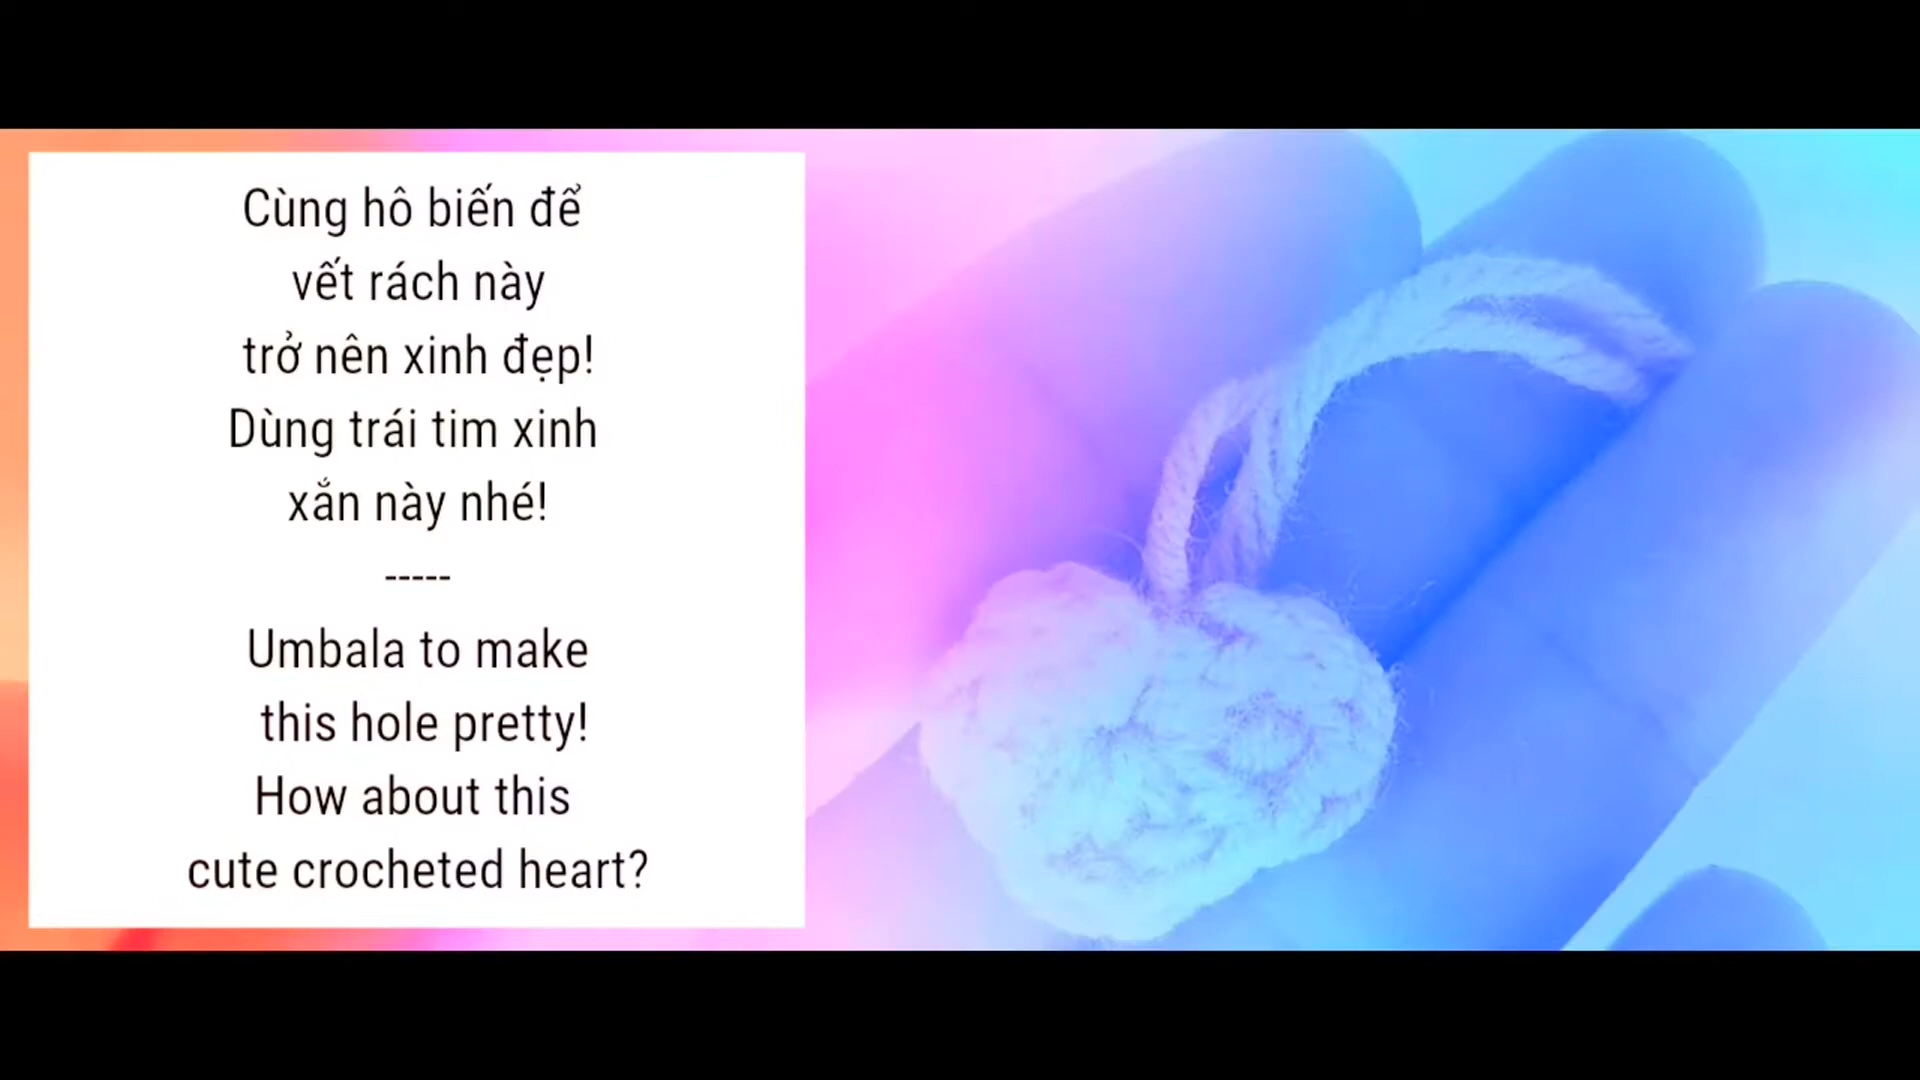 Cùng hô biến để
vết rách này
trở nên xinh đẹp!
Dùng trái tim xinh
xắn này nhé!
-----
Umbala to make
this hole pretty!
How about this
cute crocheted heart?